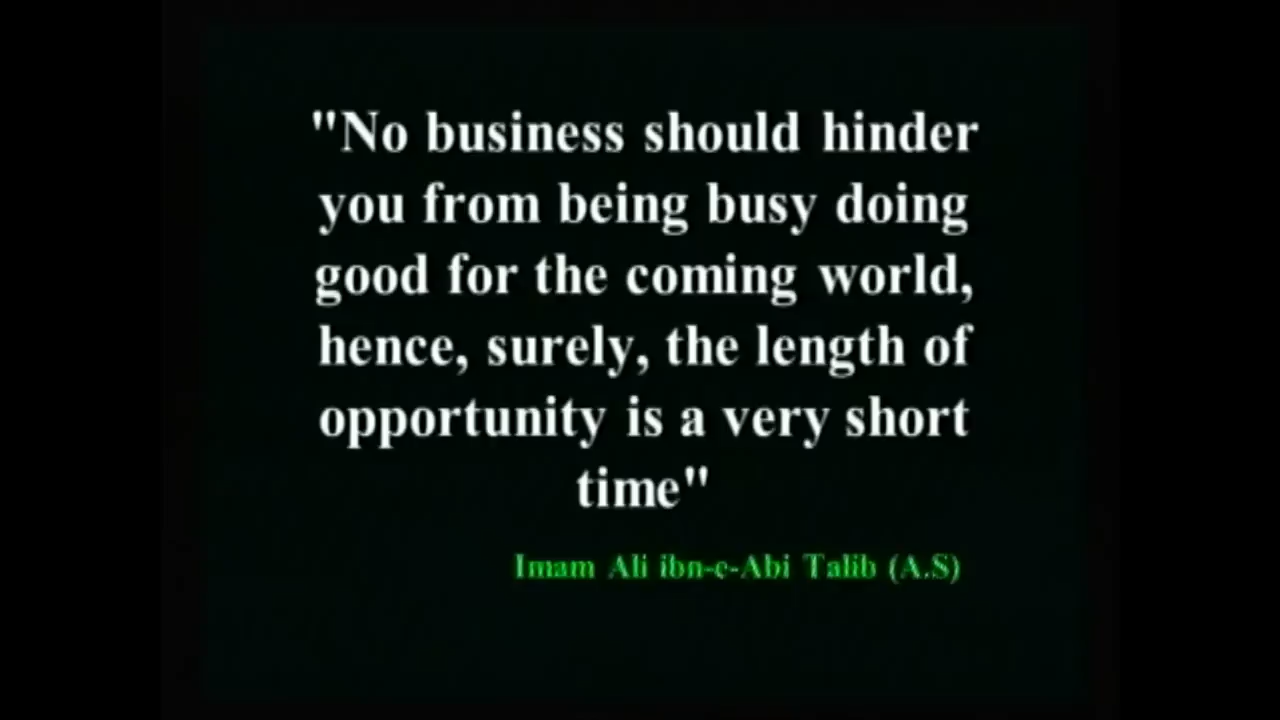 "No business should hinder
you from being busy doing
good for the coming world,
hence, surely, the length of
opportunity is a very short
time"
Imam Ali ibn-e-Abi Talib (A.S)